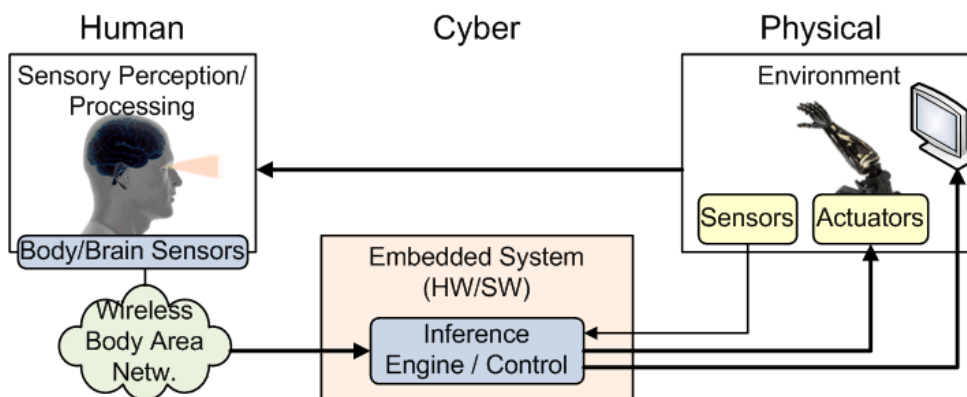 Human
Cyber
Physical
Sensory Perception/
Processing
Environment
Sensors
Actuators
Body/Brain Sensors
Embedded System
(HW/SW)
Wireless
Body Area
Netw.
Inference
Engine / Control